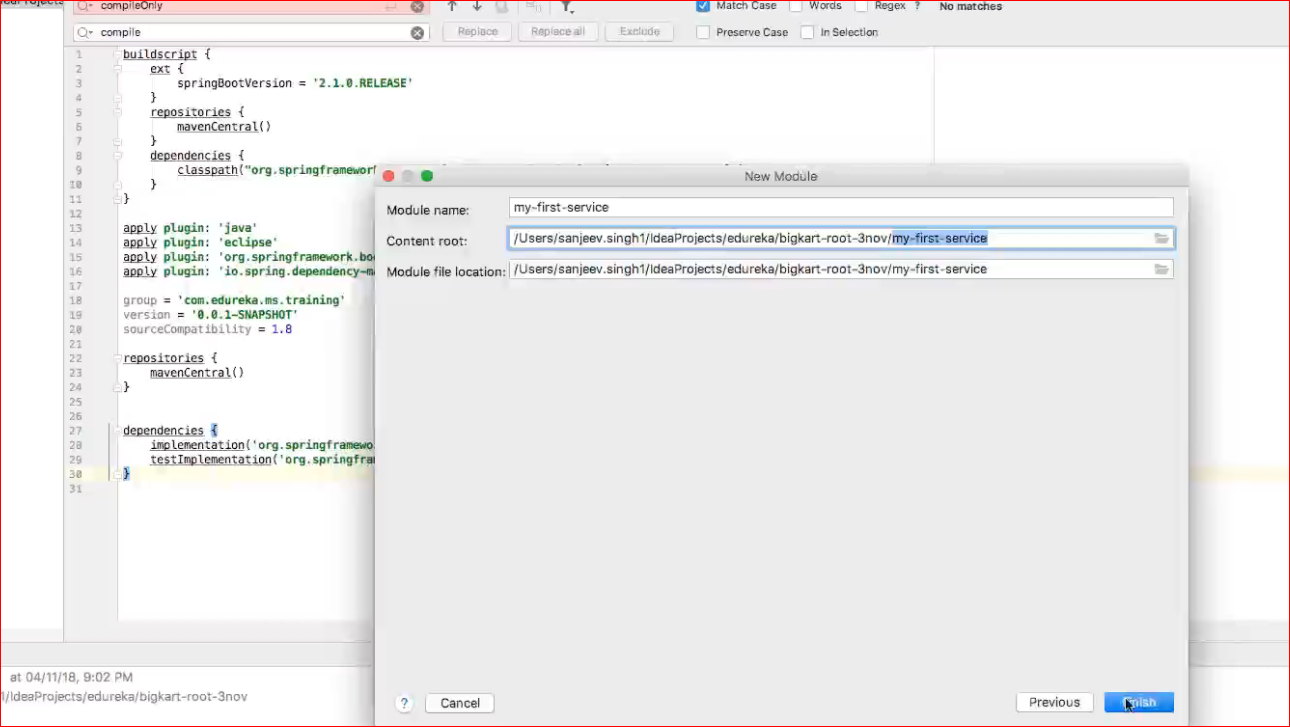 compileOnly
Match Case
Words
Regex
?
No matches
compile
Replace
Replace all
Exclude
Preserve Case
In Selection
1 buildscript {
2 ext {
3 springBootVersion = '2.1.0.RELEASE'
4 }
5 repositories {
6 mavenCentral()
7 }
8 dependencies {
9 classpath("org.springframework
10 }
11 }
12
13 apply plugin: 'java'
14 apply plugin: 'eclipse'
15 apply plugin: 'org.springframework.bo
16 apply plugin: 'io.spring.dependency-m
17
18 group = 'com.edureka.ms.training'
19 version = '0.0.1-SNAPSHOT'
20 sourceCompatibility = 1.8
21
22 repositories {
23 mavenCentral()
24 }
25
26
27 dependencies {
28 implementation('org.springframewo
29 testImplementation('org.springfra
30 }
31
New Module
Module name: my-first-service
Content root: /Users/sanjeev.singh1/IdeaProjects/edureka/bigkart-root-3nov/my-first-service
Module file location: /Users/sanjeev.singh1/IdeaProjects/edureka/bigkart-root-3nov/my-first-service
? Cancel Previous Finish
at 04/11/18, 9:02 PM
1/IdeaProjects/edureka/bigkart-root-3nov